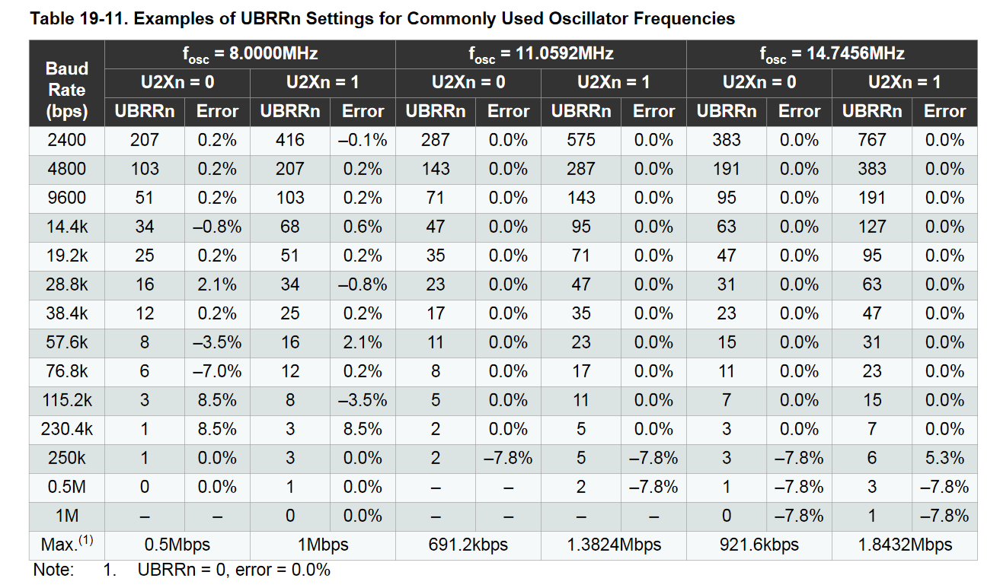 Table 19-11. Examples of UBRRn Settings for Commonly Used Oscillator Frequencies
Baud Rate (bps) fosc = 8.0000MHz fosc = 11.0592MHz fosc = 14.7456MHz
U2Xn = 0 U2Xn = 1 U2Xn = 0 U2Xn = 1 U2Xn = 0 U2Xn = 1
UBRRn Error UBRRn Error UBRRn Error UBRRn Error UBRRn Error UBRRn Error
2400 207 0.2% 416 –0.1% 287 0.0% 575 0.0% 383 0.0% 767 0.0%
4800 103 0.2% 207 0.2% 143 0.0% 287 0.0% 191 0.0% 383 0.0%
9600 51 0.2% 103 0.2% 71 0.0% 143 0.0% 95 0.0% 191 0.0%
14.4k 34 –0.8% 68 0.6% 47 0.0% 95 0.0% 63 0.0% 127 0.0%
19.2k 25 0.2% 51 0.2% 35 0.0% 71 0.0% 47 0.0% 95 0.0%
28.8k 16 2.1% 34 –0.8% 23 0.0% 47 0.0% 31 0.0% 63 0.0%
38.4k 12 0.2% 25 0.2% 17 0.0% 35 0.0% 23 0.0% 47 0.0%
57.6k 8 –3.5% 16 2.1% 11 0.0% 23 0.0% 15 0.0% 31 0.0%
76.8k 6 –7.0% 12 0.2% 8 0.0% 17 0.0% 11 0.0% 23 0.0%
115.2k 3 8.5% 8 –3.5% 5 0.0% 11 0.0% 7 0.0% 15 0.0%
230.4k 1 8.5% 3 8.5% 2 0.0% 5 0.0% 3 0.0% 7 0.0%
250k 1 0.0% 3 0.0% 2 –7.8% 5 –7.8% 3 –7.8% 6 5.3%
0.5M 0 0.0% 1 0.0% – – 2 –7.8% 1 –7.8% 3 –7.8%
1M – – 0 0.0% – – – – 0 –7.8% 1 –7.8%
Max.(1) 0.5Mbps 1Mbps 691.2kbps 1.3824Mbps 921.6kbps 1.8432Mbps
Note: 1. UBRRn = 0, error = 0.0%